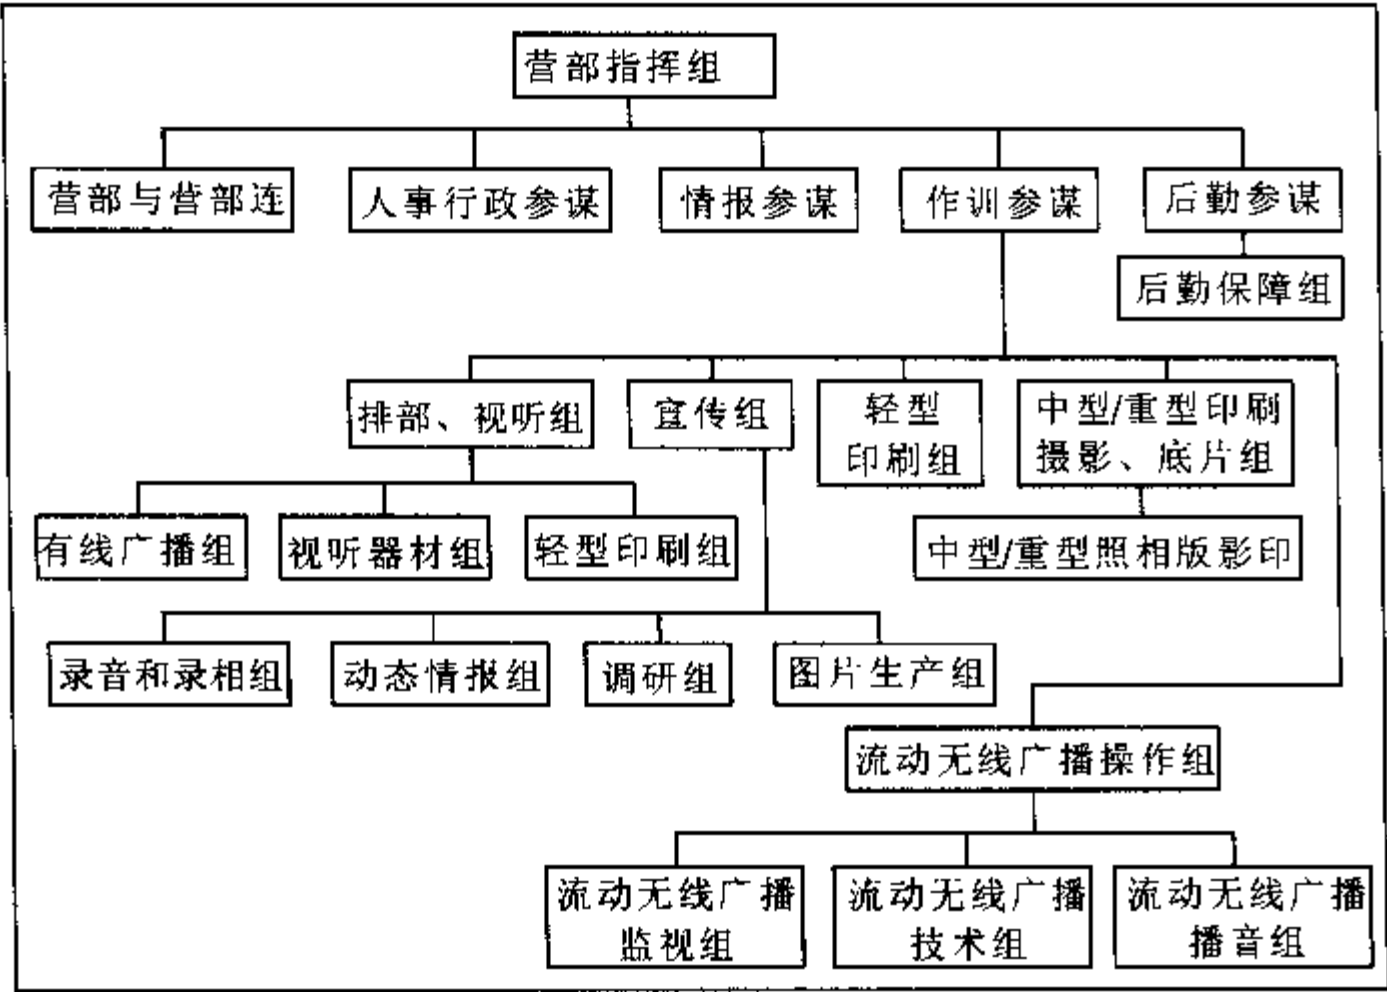 营部指挥组
营部与营部连
人事行政参谋
情报参谋
作训参谋
后勤参谋
后勤保障组
排部、视听组
宣传组
轻型
印刷组
中型/重型印刷
摄影、底片组
有线广播组
视听器材组
轻型印刷组
中型/重型照相版影印
录音和录相组
动态情报组
调研组
图片生产组
流动无线广播操作组
流动无线广播
监视组
流动无线广播
技术组
流动无线广播
播音组